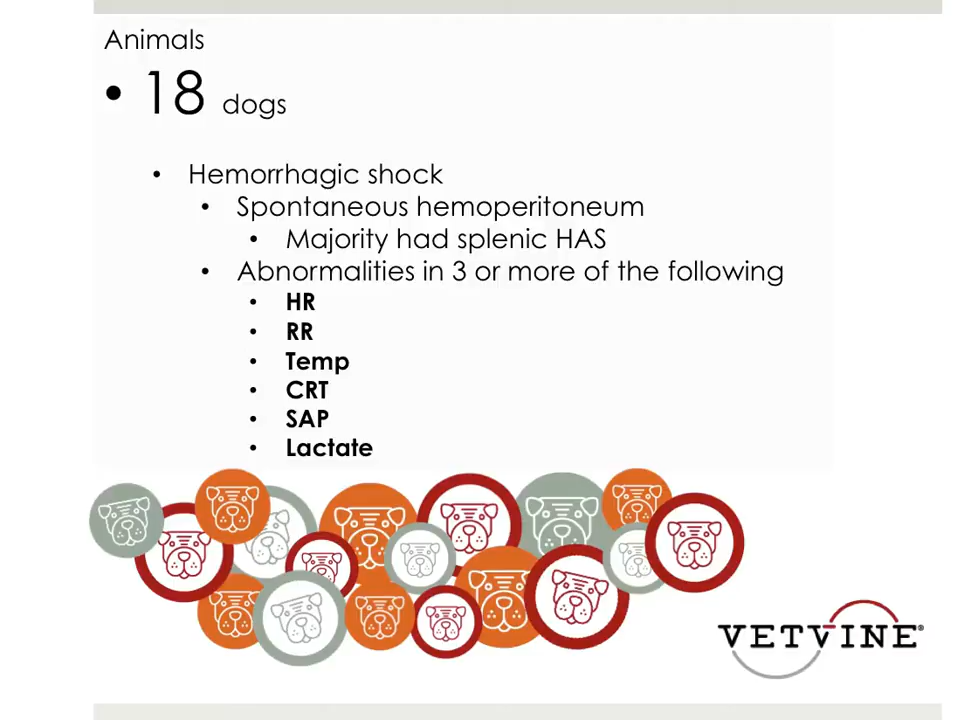 Animals
• 18 dogs
• Hemorrhagic shock
• Spontaneous hemoperitoneum
• Majority had splenic HAS
• Abnormalities in 3 or more of the following
• HR
• RR
• Temp
• CRT
• SAP
• Lactate
VETVINE®